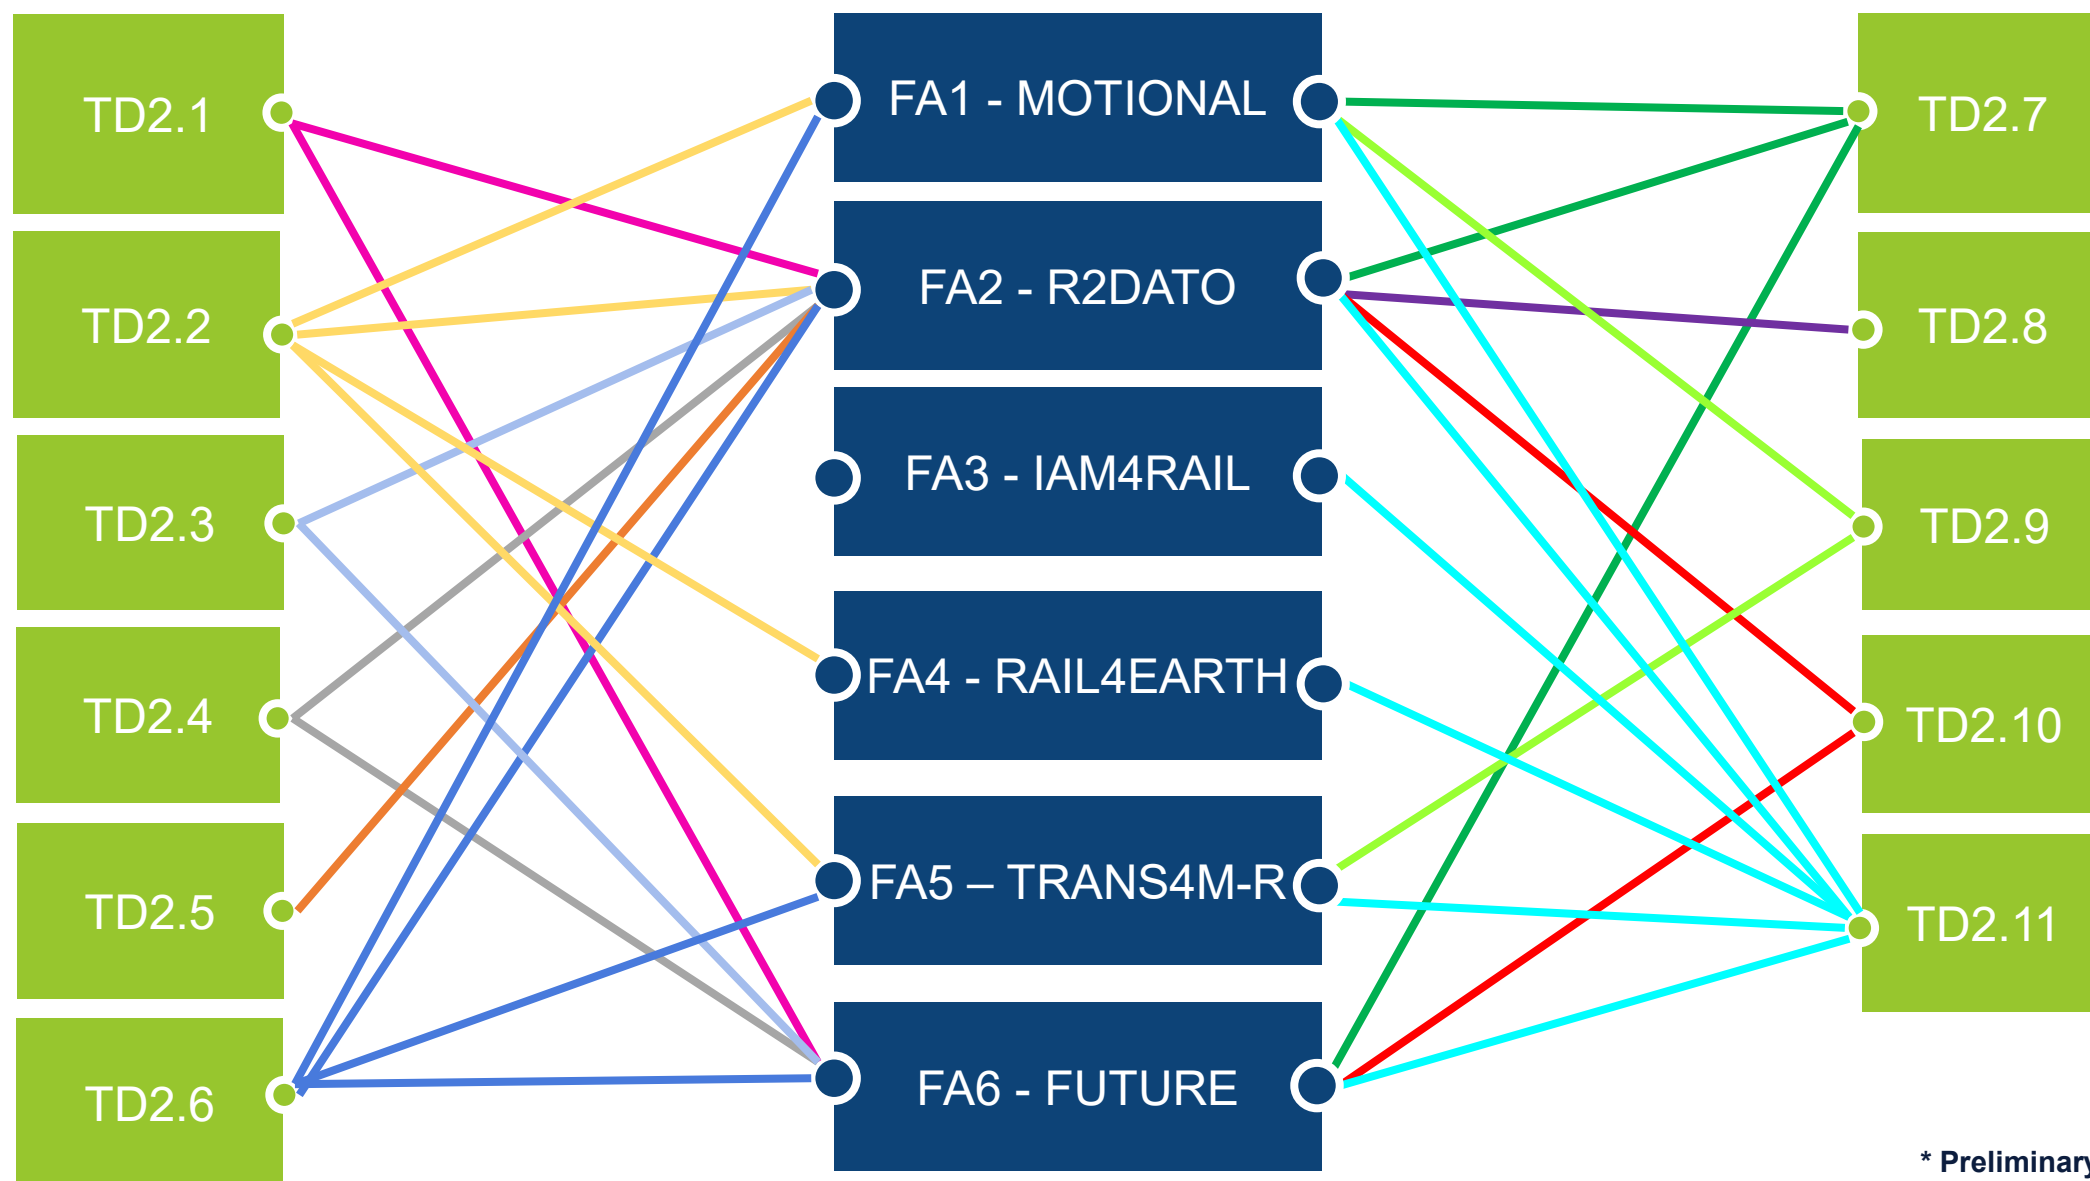 TD2.1
TD2.2
TD2.3
TD2.4
TD2.5
TD2.6
FA1 - MOTIONAL
FA2 - R2DATO
FA3 - IAM4RAIL
FA4 - RAIL4EARTH
FA5 – TRANS4M-R
FA6 - FUTURE
TD2.7
TD2.8
TD2.9
TD2.10
TD2.11
* Preliminary